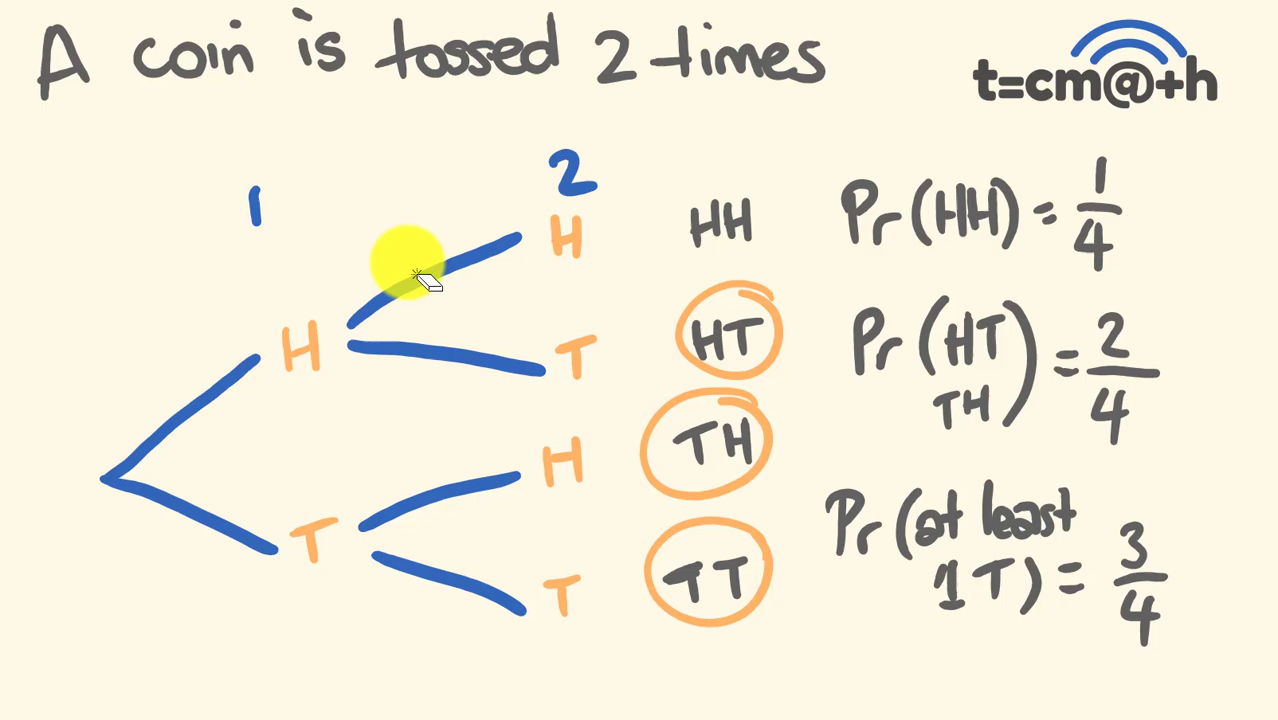 A coin is tossed 2 times
t=cm@+h
1
2
H
T
H
T
H
T
HH
HT
TH
TT
Pr(HH) = 1/4
Pr(HT
TH) = 2/4
Pr(at least
1T) = 3/4